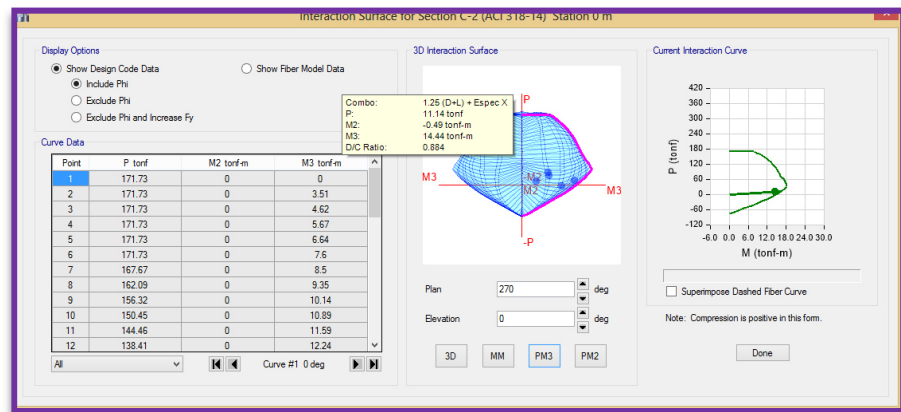 Interaction Surface for Section C-2 (ACI 318-14) Station 0 m
Display Options
Show Design Code Data
Show Fiber Model Data
Include Phi
Exclude Phi
Exclude Phi and Increase Fy
Curve Data
Point P tonf M2 tonf-m M3 tonf-m
1 171.73 0 0
2 171.73 0 3.51
3 171.73 0 4.62
4 171.73 0 5.67
5 171.73 0 6.64
6 171.73 0 7.6
7 167.67 0 8.5
8 162.09 0 9.35
9 156.32 0 10.14
10 150.45 0 10.89
11 144.46 0 11.59
12 138.41 0 12.24
All
Curve #1 0 deg
3D Interaction Surface
Combo: 1.25 (D+L) + Espec X
P: 11.14 tonf
M2: -0.49 tonf-m
M3: 14.44 tonf-m
D/C Ratio: 0.884
P
M3
M2
M2
M3
-P
Plan 270 deg
Elevation 0 deg
3D MM PM3 PM2
Current Interaction Curve
P (tonf)
420
360
300
240
180
120
60
0
-60
-120
-6.0 0.0 6.0 12.0 18.0 24.0 30.0
M (tonf-m)
Superimpose Dashed Fiber Curve
Note: Compression is positive in this form.
Done